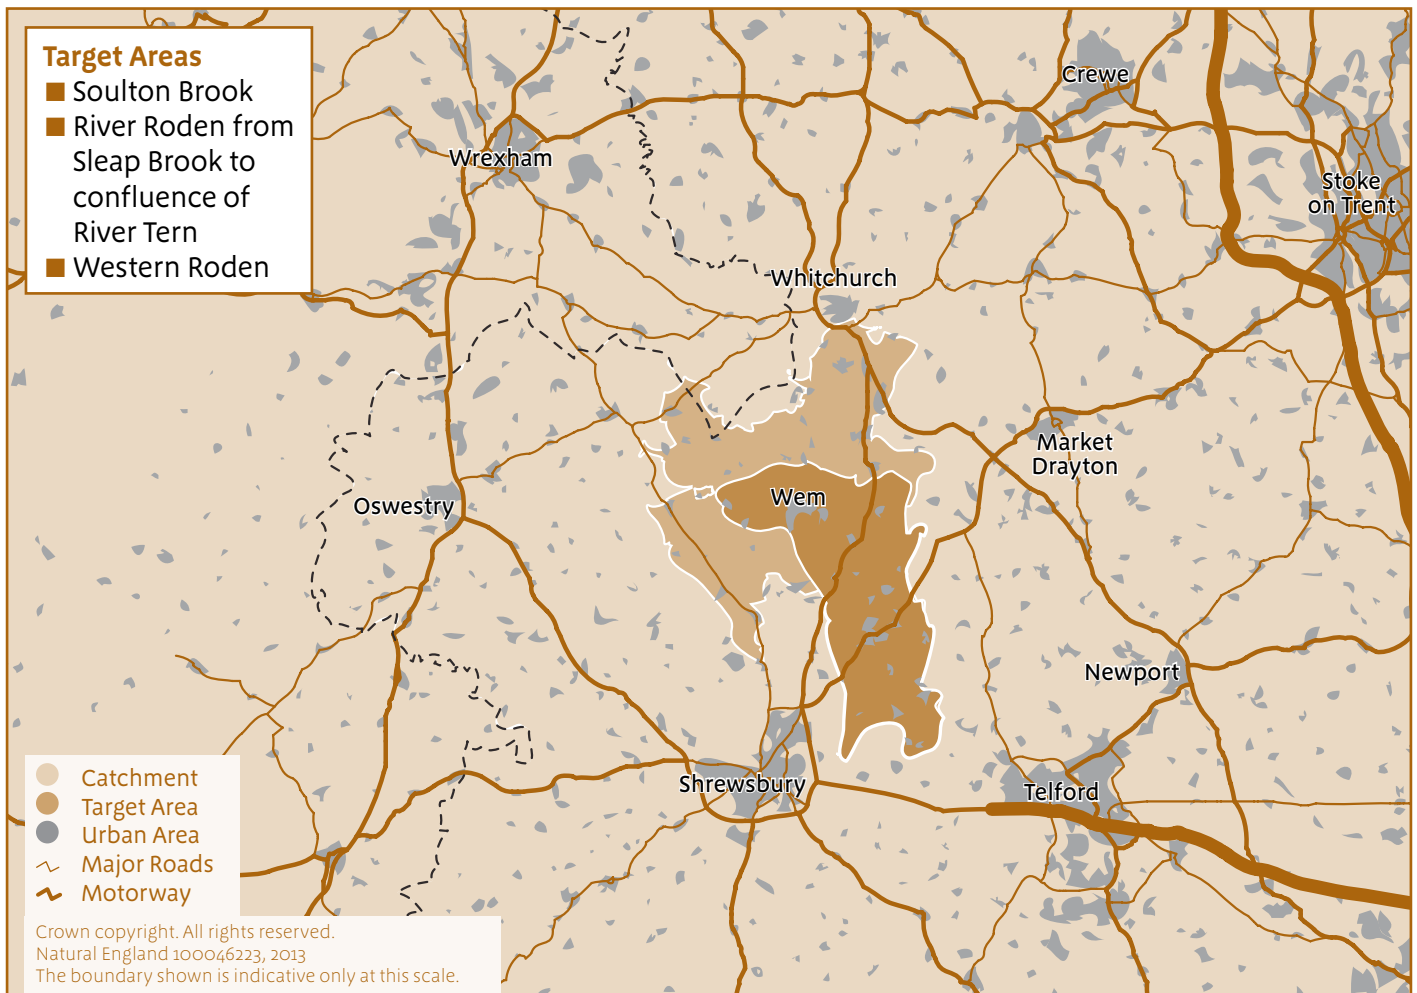 Target Areas
Soulton Brook
River Roden from
Sleap Brook to
confluence of
River Tern
Western Roden
Crewe
Wrexham
Stoke
on Trent
Whitchurch
Market
Drayton
Wem
Oswestry
Newport
Shrewsbury
Telford
Catchment
Target Area
Urban Area
Major Roads
Motorway
Crown copyright. All rights reserved.
Natural England 100046223, 2013
The boundary shown is indicative only at this scale.